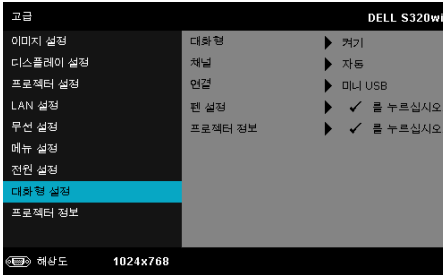 고급 DELL S320wi
이미지 설정 대화형 켜기
디스플레이 설정 채널 자동
프로젝터 설정 연결 미니 USB
LAN 설정 펜 설정 ✓ 를 누르십시오
무선 설정 프로젝터 정보 ✓ 를 누르십시오
메뉴 설정
전원 설정
대화형 설정
프로젝터 정보
해상도 1024x768